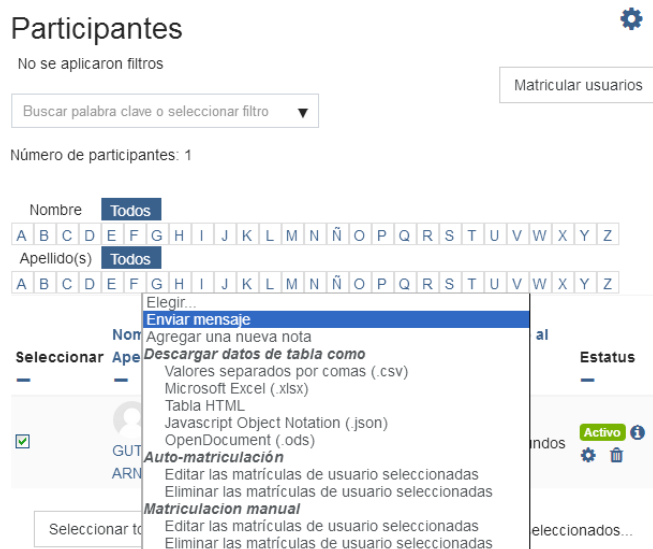 Participantes
No se aplicaron filtros
Matricular usuarios
Buscar palabra clave o seleccionar filtro ▼
Número de participantes: 1
Nombre Todos
A B C D E F G H I J K L M N Ñ O P Q R S T U V W X Y Z
Apellido(s) Todos
A B C D E F G H I J K L M N Ñ O P Q R S T U V W X Y Z
Elegir...
Enviar mensaje
Agregar una nueva nota
Descargar datos de tabla como
Valores separados por comas (.csv)
Microsoft Excel (.xlsx)
Tabla HTML
Javascript Object Notation (.json)
OpenDocument (.ods)
Auto-matriculación
Editar las matrículas de usuario seleccionadas
Eliminar las matrículas de usuario seleccionadas
Matriculacion manual
Editar las matrículas de usuario seleccionadas
Eliminar las matrículas de usuario seleccionadas
al
Seleccionar
Estatus
Activo
GUT
ARN
Seleccionar